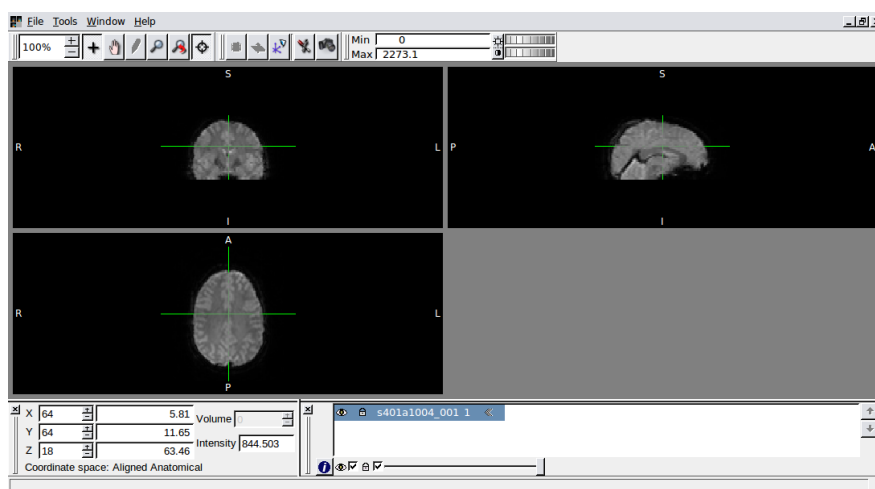 File Tools Window Help
100%
Min 0
Max 2273.1
S
R
L
I
S
P
A
I
A
R
L
P
X 64 5.81
Y 64 11.65
Z 18 63.46
Volume 0
Intensity 844.503
Coordinate space: Aligned Anatomical
s401a1004_001 1